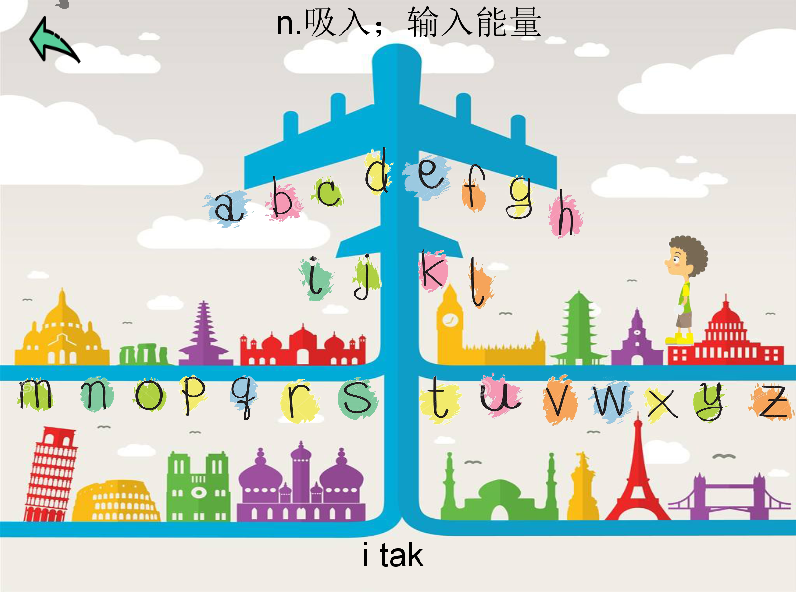 n.吸入；输入能量
a b c d e f g h
i j k l
m n o p q r s t u v w x y z
i tak